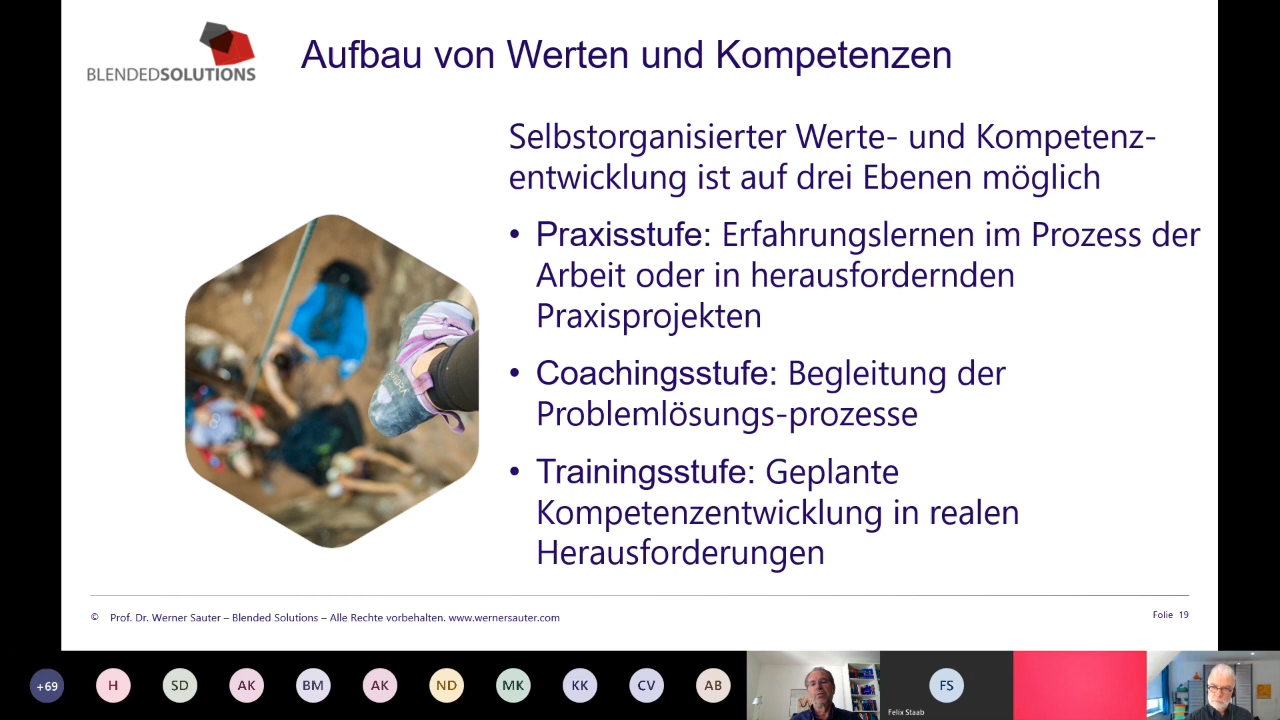 BLENDEDSOLUTIONS
Aufbau von Werten und Kompetenzen
Selbstorganisierter Werte- und Kompetenz-
entwicklung ist auf drei Ebenen möglich
• Praxisstufe: Erfahrungslernen im Prozess der
Arbeit oder in herausfordernden
Praxisprojekten
• Coachingsstufe: Begleitung der
Problemlösungs-prozesse
• Trainingsstufe: Geplante
Kompetenzentwicklung in realen
Herausforderungen
© Prof. Dr. Werner Sauter – Blended Solutions – Alle Rechte vorbehalten. www.wernersauter.com
Folie 19
+69 H SD AK BM AK ND MK KK CV AB FS
Felix Staab